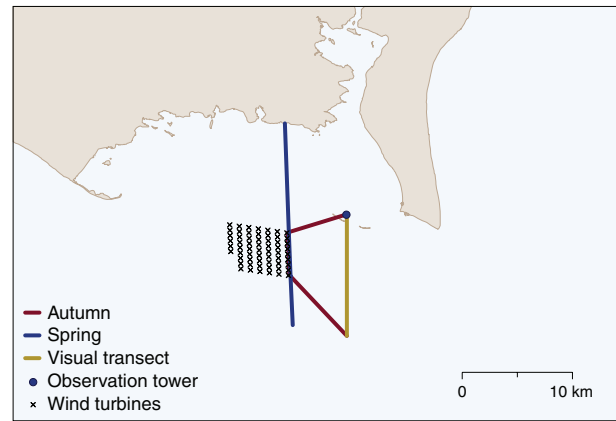 Autumn
Spring
Visual transect
Observation tower
Wind turbines
0 10 km